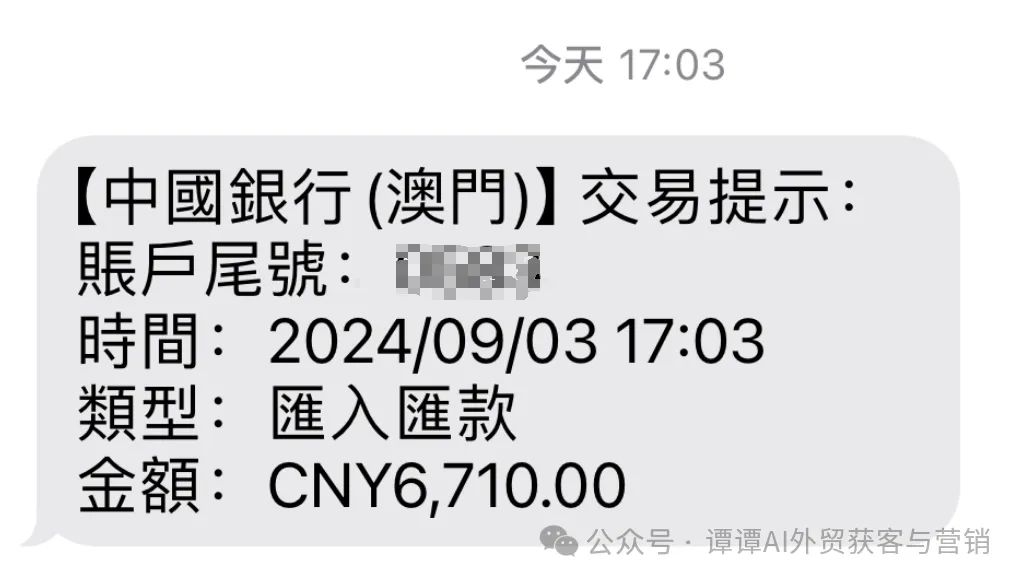 今天 17:03
【中國銀行(澳門)】交易提示：
賬戶尾號：
時間：2024/09/03 17:03
類型：匯入匯款
金額：CNY6,710.00
公众号 · 谭谭AI外贸获客与营销